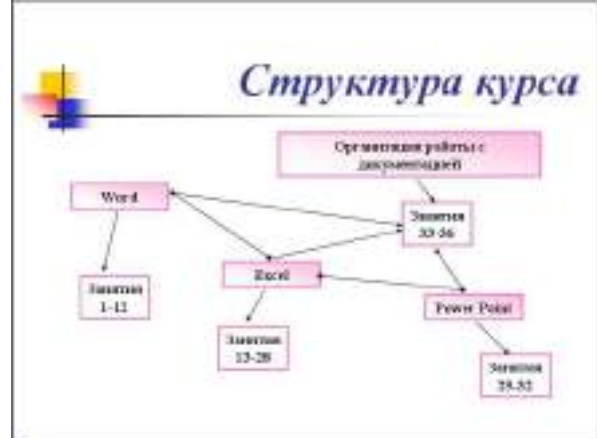 Структура курса
Организация работы с
документацией
Word
Занятия
33-36
Excel
Занятия
1-12
Power Point
Занятия
13-28
Занятия
29-32